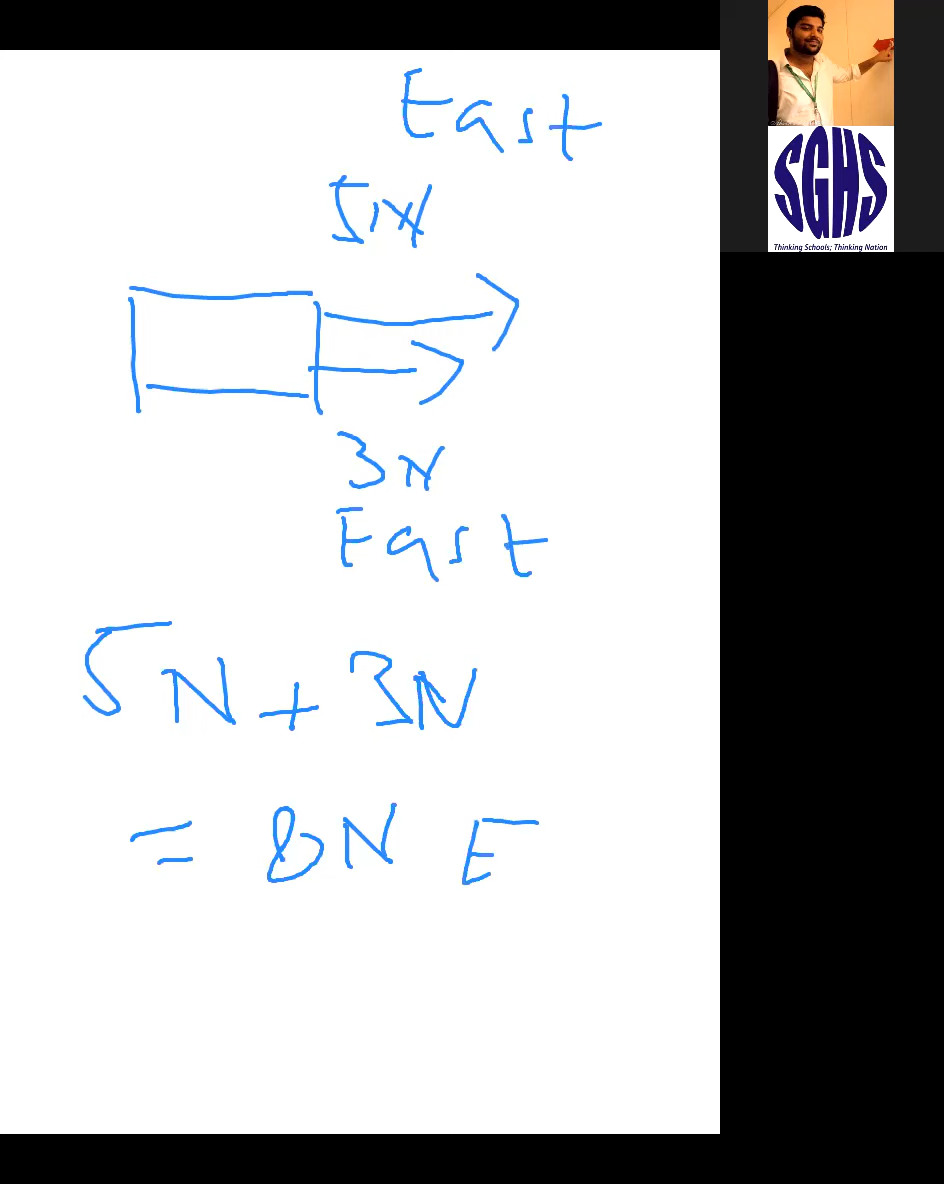 East
5N
3N
East
5N + 3N
= 8N E
SGHS
Thinking Schools; Thinking Nation